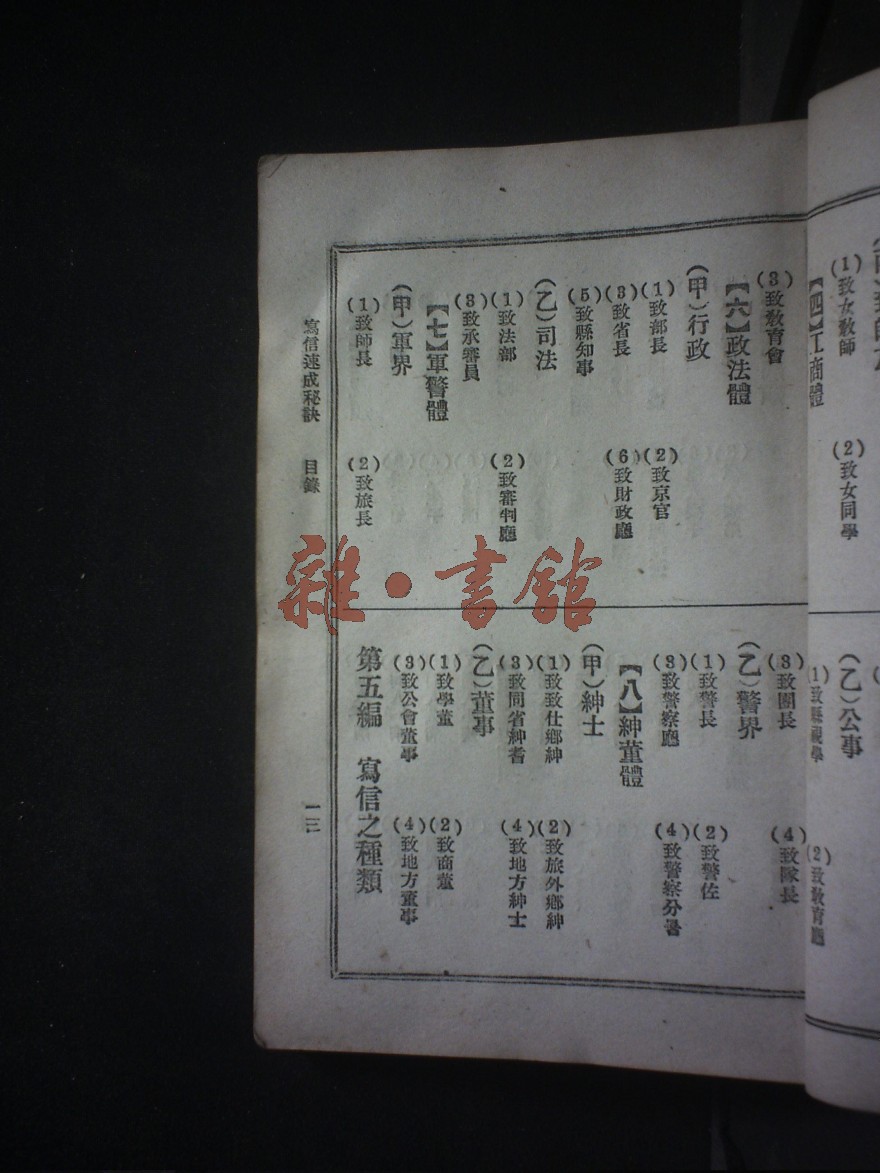 (1)致女教師
(2)致女同學
【四】工商體
(乙)公事
(1)致縣視學
(2)致教育廳
(3)致教育會
【六】政法體
(甲)行政
(1)致部長
(2)致京官
(3)致省長
(6)致財政廳
(5)致縣知事
(乙)司法
(1)致法部
(2)致審判廳
(3)致承審員
【七】軍警體
(甲)軍界
(1)致師長
(2)致旅長
(3)致團長
(4)致隊長
(乙)警界
(1)致警長
(2)致警佐
(3)致警察廳
(4)致警察分署
【八】紳董體
(甲)紳士
(1)致致仕鄉紳
(2)致旅外鄉紳
(3)致同省紳耆
(4)致地方紳士
(乙)董事
(1)致學董
(2)致商董
(3)致公會董事
(4)致地方董事
第五編 寫信之種類
寫信速成秘訣 目錄 一三
雜·書館